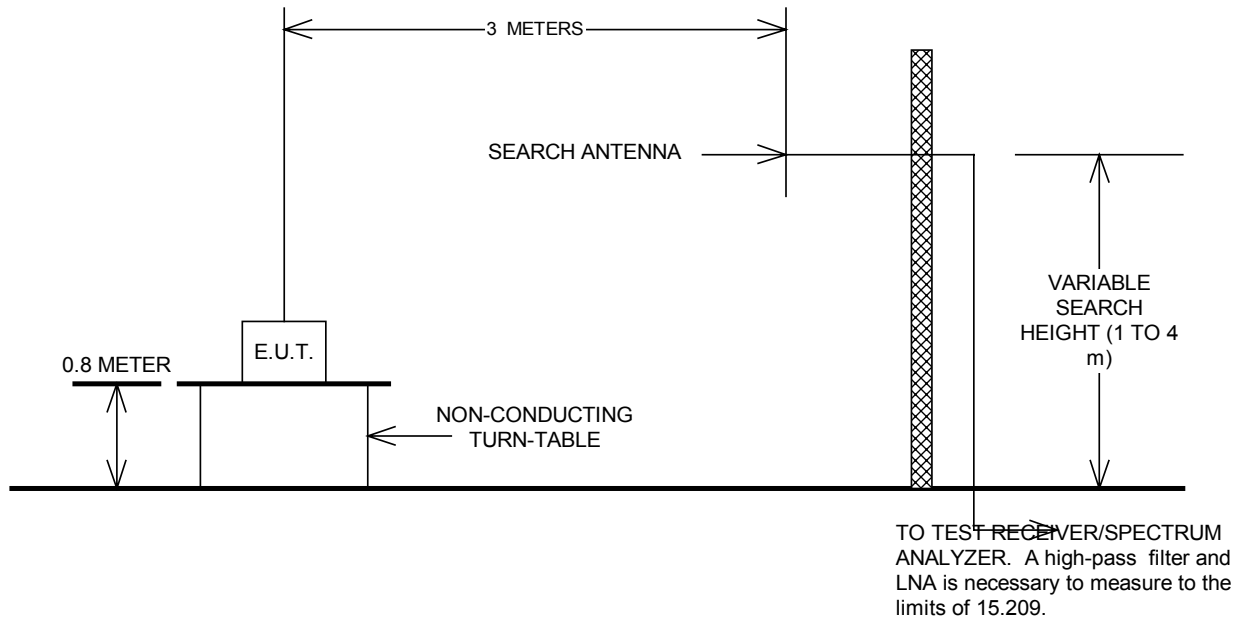 3 METERS
SEARCH ANTENNA
VARIABLE
SEARCH
HEIGHT (1 TO 4
m)
E.U.T.
0.8 METER
NON-CONDUCTING
TURN-TABLE
TO TEST RECEIVER/SPECTRUM
ANALYZER. A high-pass filter and
LNA is necessary to measure to the
limits of 15.209.